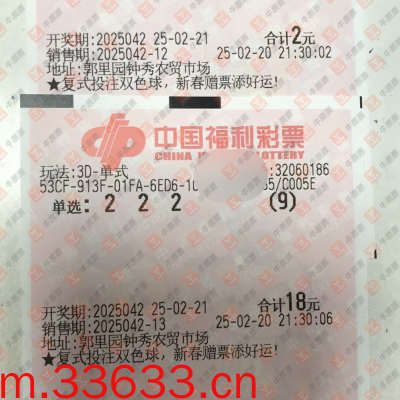 开奖期:2025042 25-02-21 合计2元
销售期:2025042-12 25-02-20 21:30:02
地址:郭里园钟秀农贸市场
★复式投注双色球，新春赠票添好运!
中国福利彩票
CHINA LOTTERY
玩法:3D-单式 :32060186
53CF-913F-01FA-6ED6-10 05/C005E
单选: 2 2 2 (9)
开奖期:2025042 25-02-21 合计18元
销售期:2025042-13 25-02-20 21:30:06
地址:郭里园钟秀农贸市场
★复式投注双色球，新春赠票添好运!
m.33633.cn